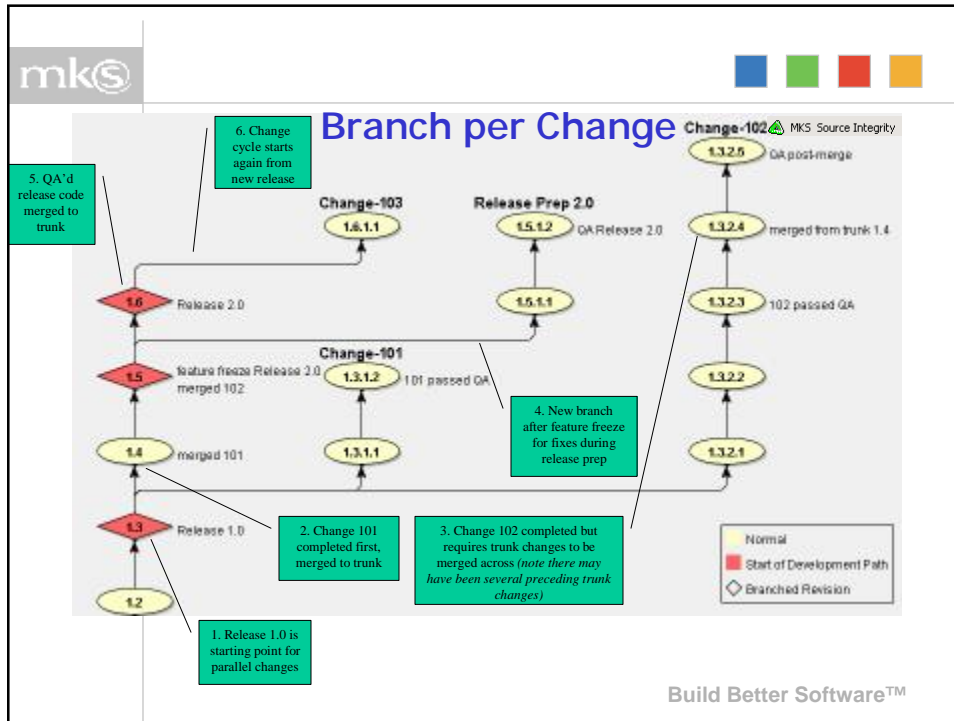 mks
Branch per Change
MKS Source Integrity
6. Change
cycle starts
again from
new release
5. QA'd
release code
merged to
trunk
Change-102
1.3.2.5
QA post-merge
Change-103
1.6.1.1
Release Prep 2.0
1.5.1.2
QA Release 2.0
1.3.2.4
merged from trunk 1.4
1.6
Release 2.0
1.5.1.1
1.3.2.3
102 passed QA
Change-101
1.5
feature freeze Release 2.0
merged 102
1.3.1.2
101 passed QA
1.3.2.2
4. New branch
after feature freeze
for fixes during
release prep
1.4
merged 101
1.3.1.1
1.3.2.1
1.3
Release 1.0
2. Change 101
completed first,
merged to trunk
3. Change 102 completed but
requires trunk changes to be
merged across (note there may
have been several preceding trunk
changes)
Normal
Start of Development Path
Branched Revision
1.2
1. Release 1.0 is
starting point for
parallel changes
Build Better Software™